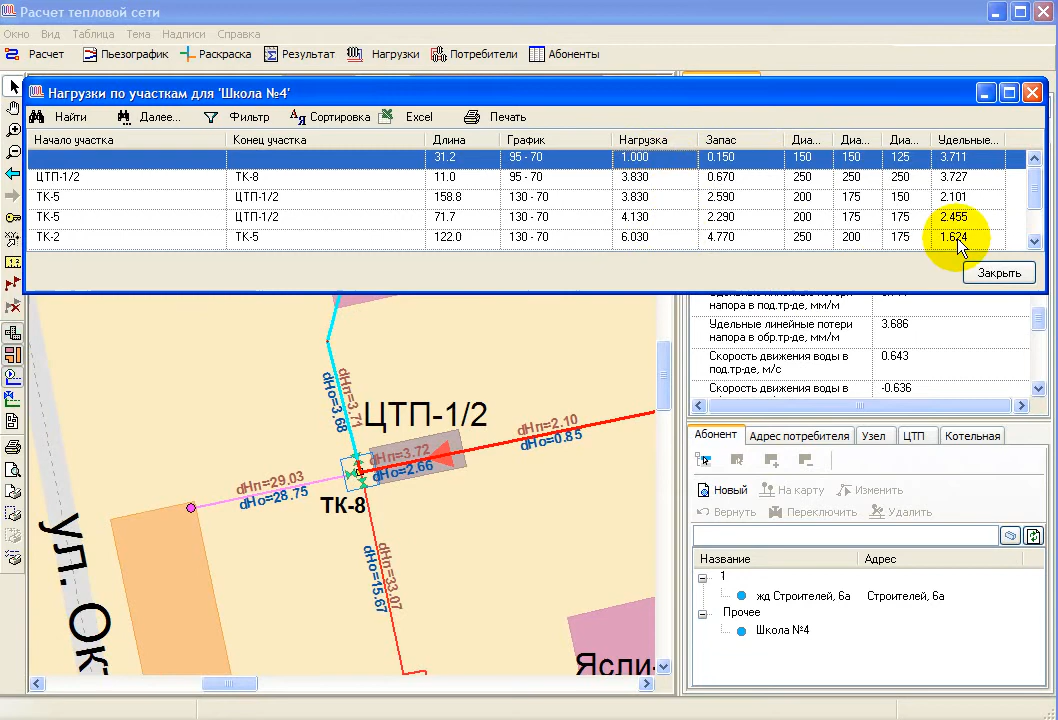 Расчет тепловой сети
Окно Вид Таблица Тема Надписи Справка
Расчет Пьезограф Раскраска Результат Нагрузки Потребители Абоненты
Нагрузки по участкам для 'Школа №4'
Найти Далее... Фильтр Сортировка Excel Печать
Начало участка Конец участка Длина График Нагрузка Запас Диа... Диа... Диа... Удельные...
31.2 95 - 70 1.000 0.150 150 150 125 3.711
ЦТП-1/2 ТК-8 11.0 95 - 70 3.830 0.670 250 250 250 3.727
ТК-5 ЦТП-1/2 158.8 130 - 70 3.830 2.590 200 175 150 2.101
ТК-5 ЦТП-1/2 71.7 130 - 70 4.130 2.290 200 175 175 2.455
ТК-2 ТК-5 122.0 130 - 70 6.030 4.770 250 200 175 1.624
Закрыть
напора в под.тр-де, мм/м
Удельные линейные потери напора в обр.тр-де, мм/м 3.686
Скорость движения воды в под.тр-де, м/с 0.643
Скорость движения воды в -0.636
dHп=3.71
dHо=3.68
ЦТП-1/2
dHп=2.10
dHо=0.85
dHп=3.72
dHо=2.66
dHп=29.03
dHо=28.75
ТК-8
dHп=33.07
dHо=15.67
ул. Окт
Ясли-
Абонент Адрес потребителя Узел ЦТП Котельная
Новый На карту Изменить
Вернуть Переключить Удалить
Название Адрес
1
жд Строителей, 6а Строителей, 6а
Прочее
Школа №4